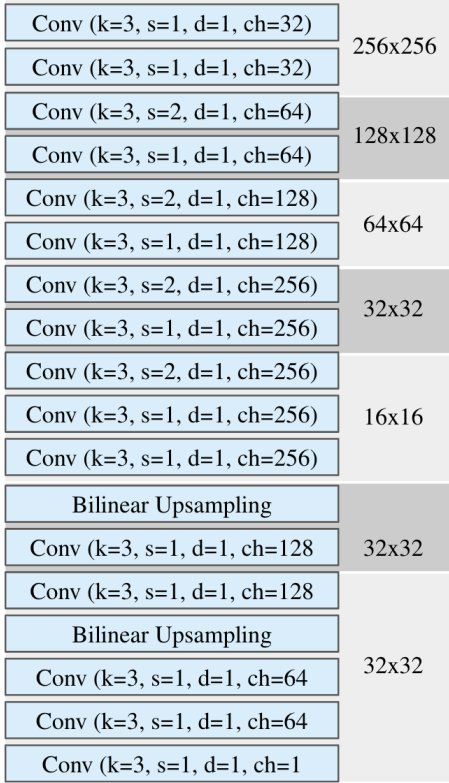 Conv (k=3, s=1, d=1, ch=32)
Conv (k=3, s=1, d=1, ch=32)
256x256
Conv (k=3, s=2, d=1, ch=64)
Conv (k=3, s=1, d=1, ch=64)
128x128
Conv (k=3, s=2, d=1, ch=128)
Conv (k=3, s=1, d=1, ch=128)
64x64
Conv (k=3, s=2, d=1, ch=256)
Conv (k=3, s=1, d=1, ch=256)
32x32
Conv (k=3, s=2, d=1, ch=256)
Conv (k=3, s=1, d=1, ch=256)
Conv (k=3, s=1, d=1, ch=256)
16x16
Bilinear Upsampling
Conv (k=3, s=1, d=1, ch=128
32x32
Conv (k=3, s=1, d=1, ch=128
Bilinear Upsampling
Conv (k=3, s=1, d=1, ch=64
Conv (k=3, s=1, d=1, ch=64
Conv (k=3, s=1, d=1, ch=1
32x32